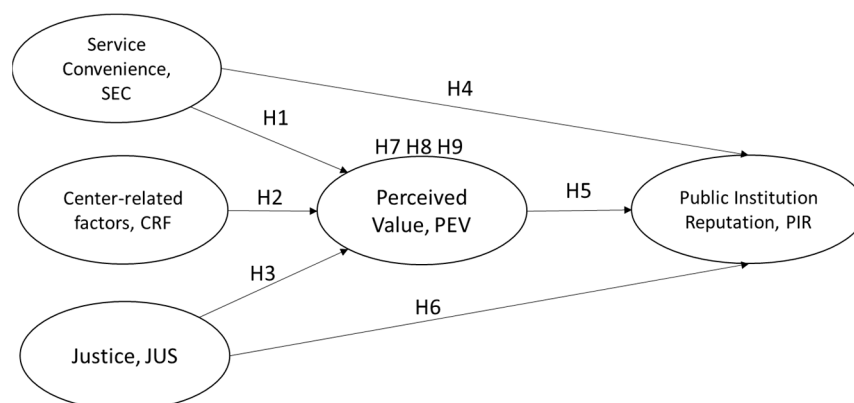 Service
Convenience,
SEC
H4
H1
H7 H8 H9
Center-related
factors, CRF
H2
Perceived
Value, PEV
H5
Public Institution
Reputation, PIR
H3
H6
Justice, JUS